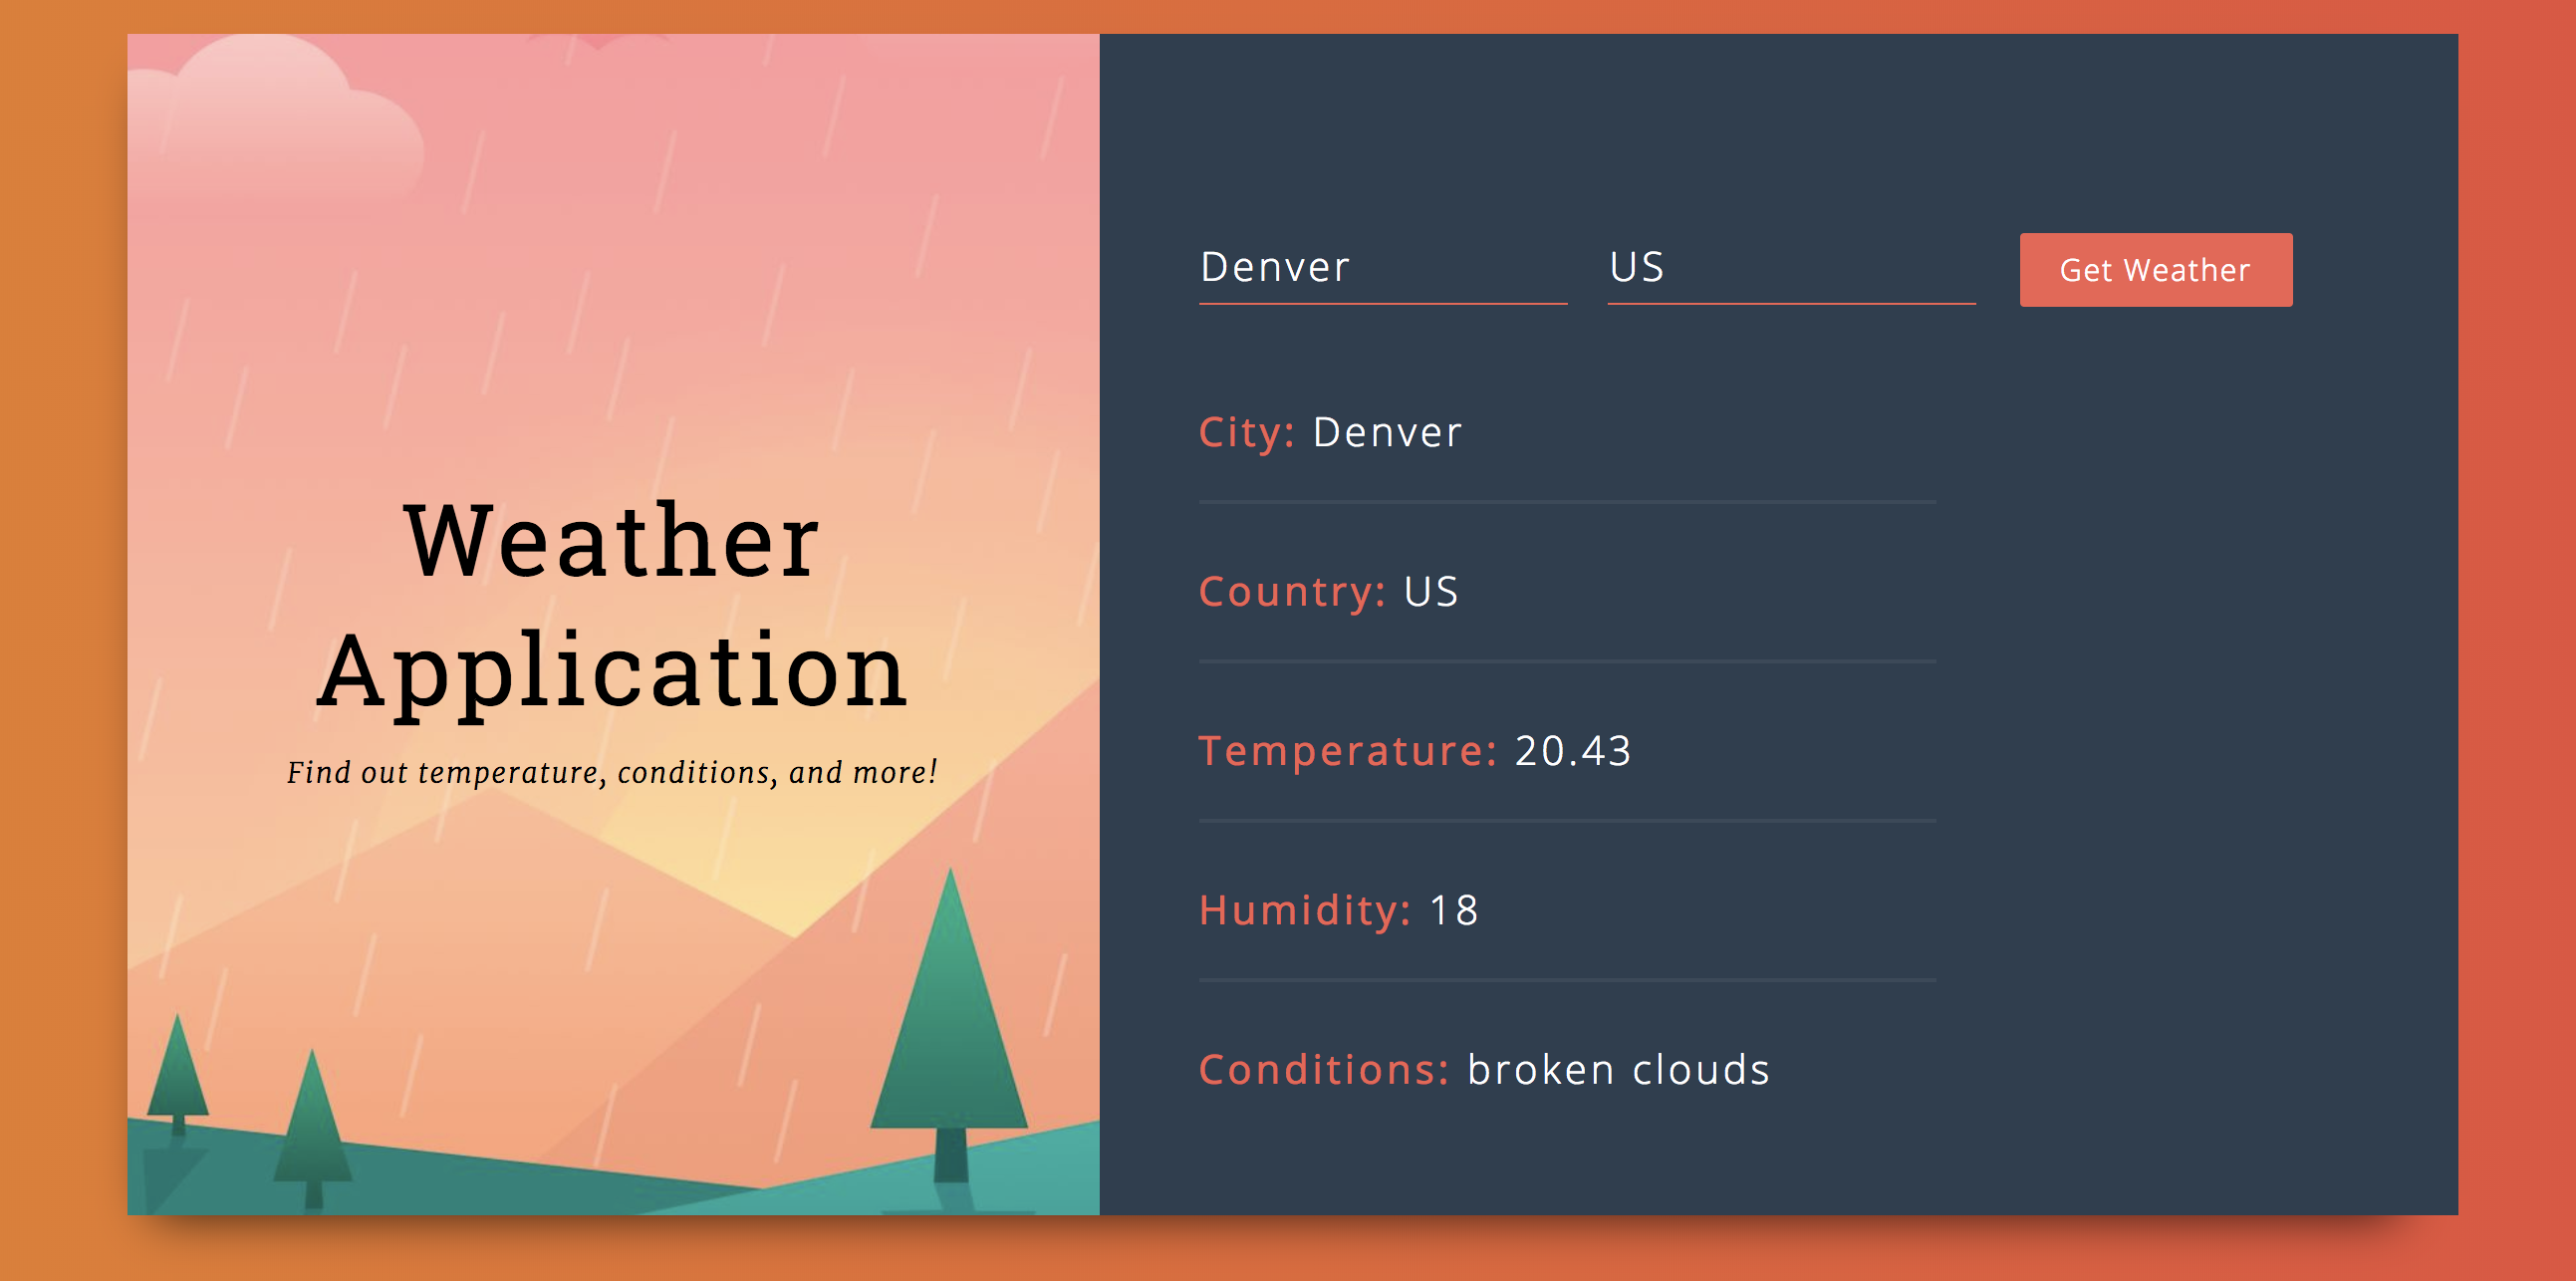 Weather
Application
Find out temperature, conditions, and more!
Denver US Get Weather
City: Denver
Country: US
Temperature: 20.43
Humidity: 18
Conditions: broken clouds